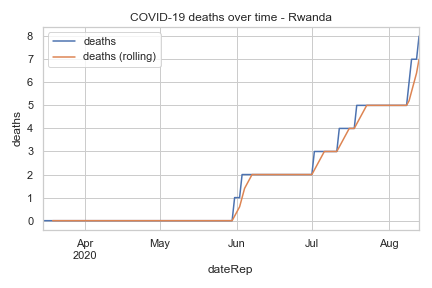 COVID-19 deaths over time - Rwanda
deaths
deaths (rolling)
8
7
6
5
4
3
2
1
0
deaths
Apr
2020
May
Jun
Jul
Aug
dateRep